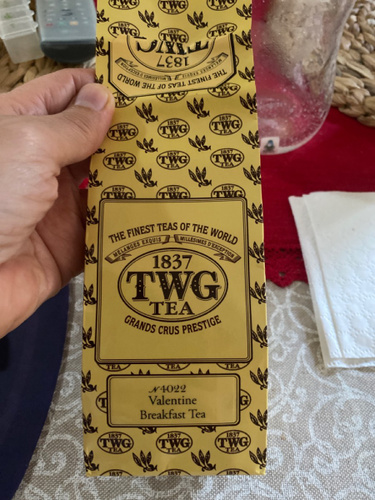 THE FINEST TEAS OF THE WORLD
MÉLANGES EXQUIS MILLÉSIMES D'EXCEPTION
1837
TWG
TEA
GRANDS CRUS PRESTIGE
№4022
Valentine
Breakfast Tea